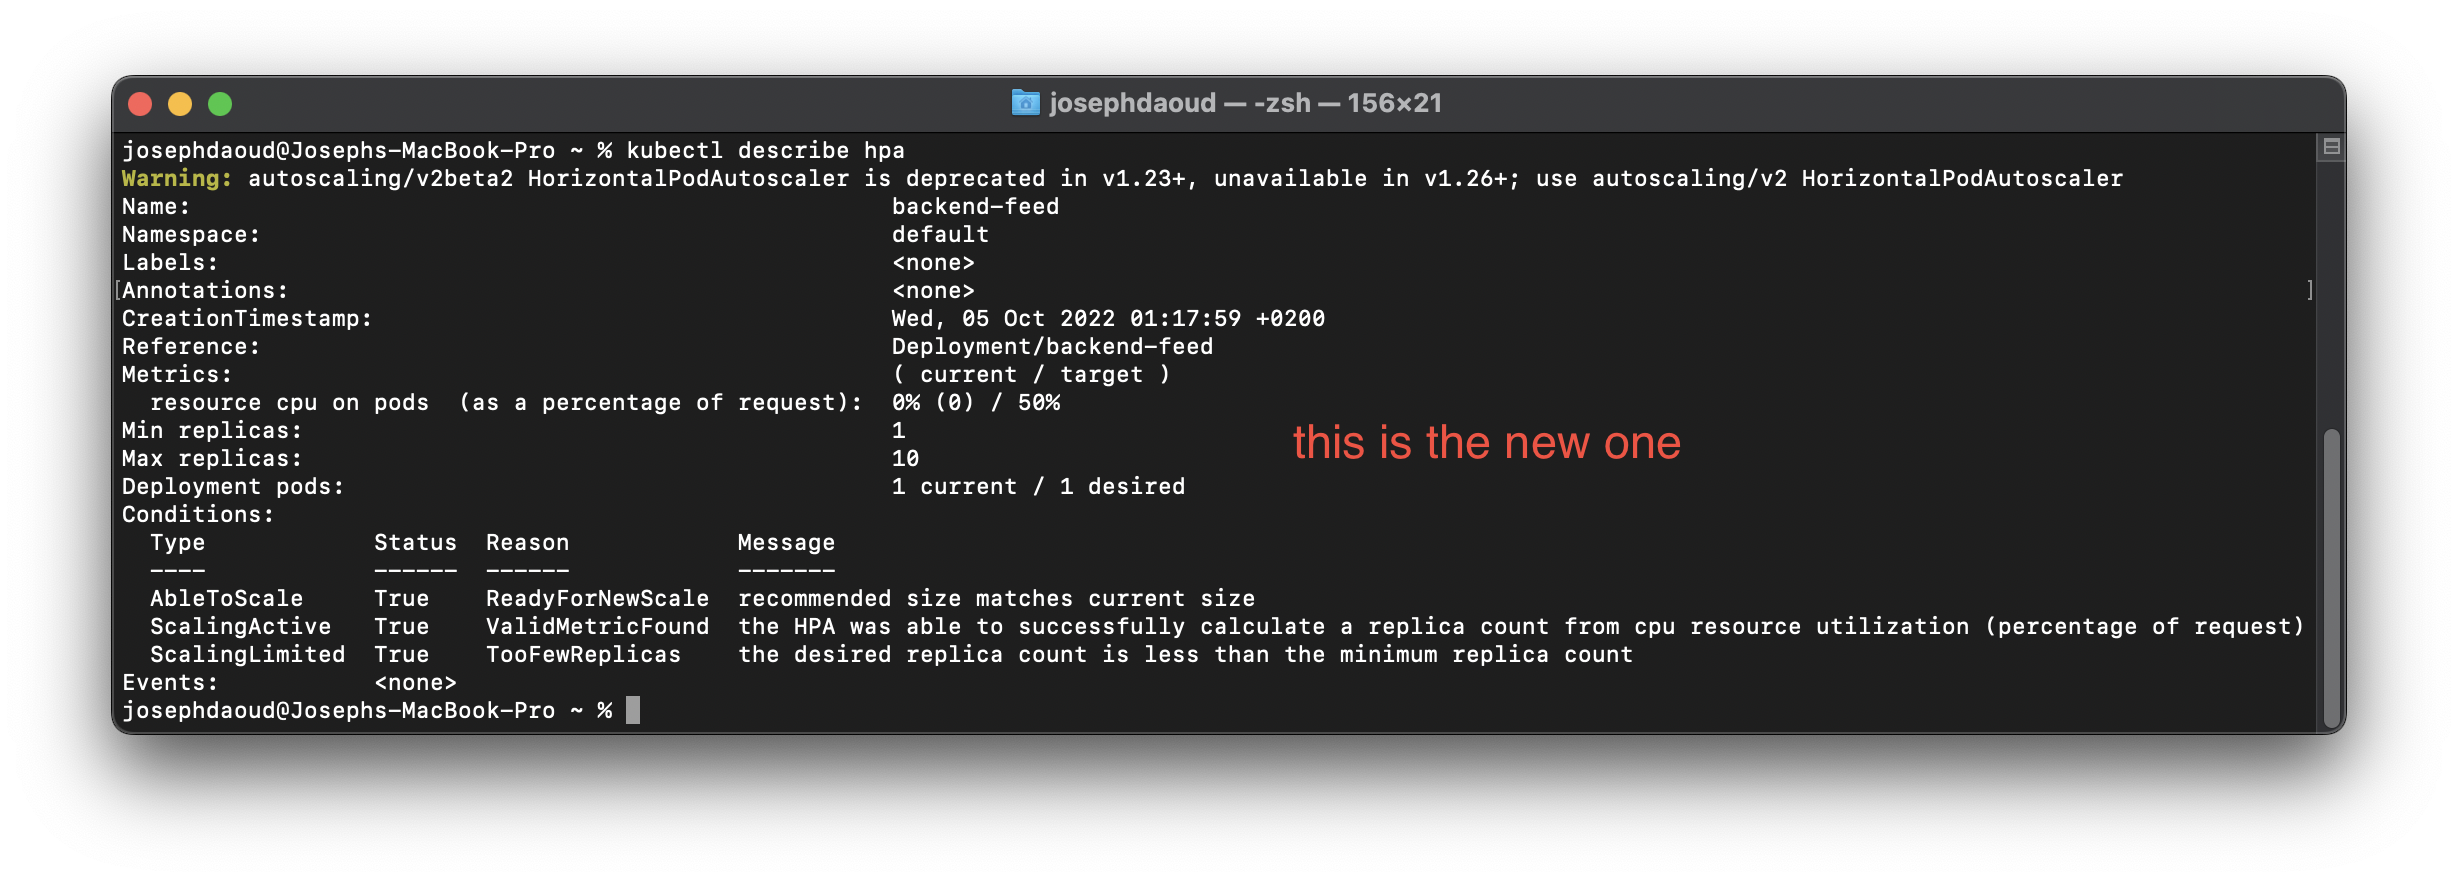 josephdaoud — -zsh — 156×21
josephdaoud@Josephs-MacBook-Pro ~ % kubectl describe hpa
Warning: autoscaling/v2beta2 HorizontalPodAutoscaler is deprecated in v1.23+, unavailable in v1.26+; use autoscaling/v2 HorizontalPodAutoscaler
Name: backend-feed
Namespace: default
Labels: <none>
[Annotations: <none> ]
CreationTimestamp: Wed, 05 Oct 2022 01:17:59 +0200
Reference: Deployment/backend-feed
Metrics: ( current / target )
resource cpu on pods (as a percentage of request): 0% (0) / 50%
Min replicas: 1
this is the new one
Max replicas: 10
Deployment pods: 1 current / 1 desired
Conditions:
Type Status Reason Message
---- ------ ------ -------
AbleToScale True ReadyForNewScale recommended size matches current size
ScalingActive True ValidMetricFound the HPA was able to successfully calculate a replica count from cpu resource utilization (percentage of request)
ScalingLimited True TooFewReplicas the desired replica count is less than the minimum replica count
Events: <none>
josephdaoud@Josephs-MacBook-Pro ~ %